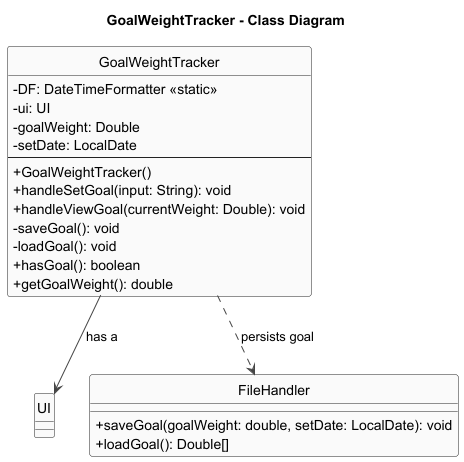 GoalWeightTracker - Class Diagram
GoalWeightTracker
-DF: DateTimeFormatter «static»
-ui: UI
-goalWeight: Double
-setDate: LocalDate
+GoalWeightTracker()
+handleSetGoal(input: String): void
+handleViewGoal(currentWeight: Double): void
-saveGoal(): void
-loadGoal(): void
+hasGoal(): boolean
+getGoalWeight(): double
has a
persists goal
UI
FileHandler
+saveGoal(goalWeight: double, setDate: LocalDate): void
+loadGoal(): Double[]